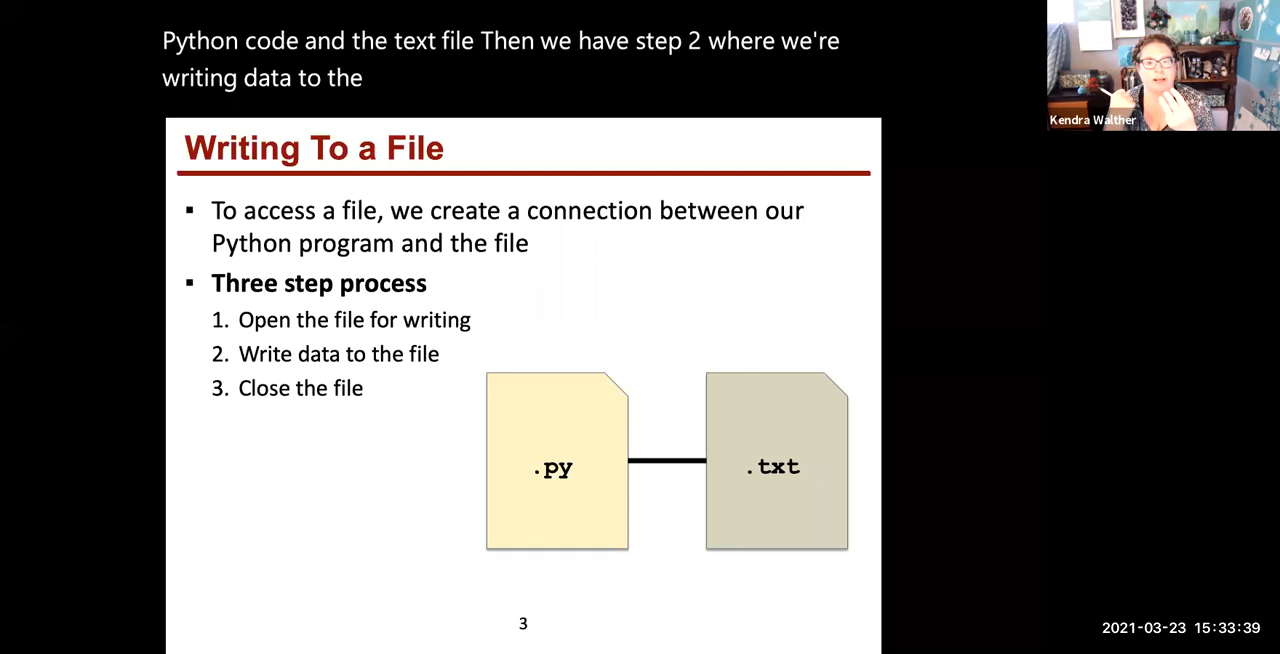 Python code and the text file Then we have step 2 where we're
writing data to the
Kendra Walther
Writing To a File
▪ To access a file, we create a connection between our
Python program and the file
▪ Three step process
1. Open the file for writing
2. Write data to the file
3. Close the file
.py
.txt
3
2021-03-23 15:33:39